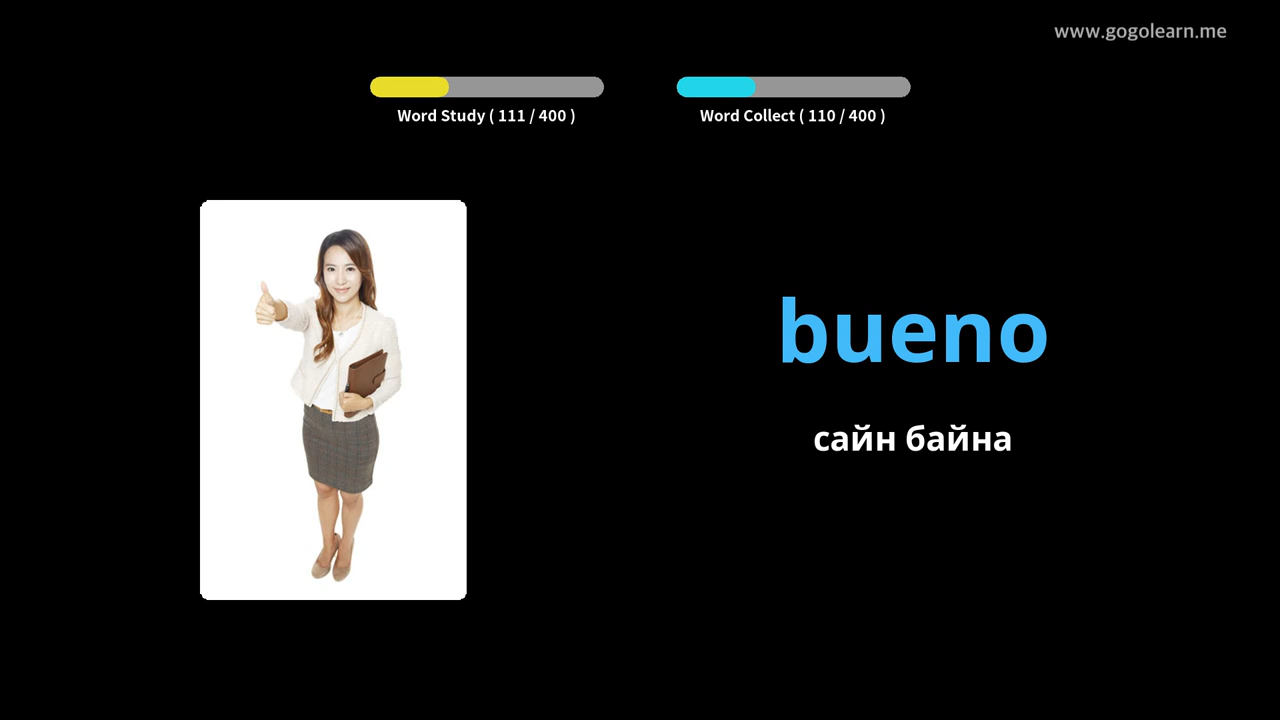 www.gogolearn.me
Word Study ( 111 / 400 )
Word Collect ( 110 / 400 )
bueno
сайн байна